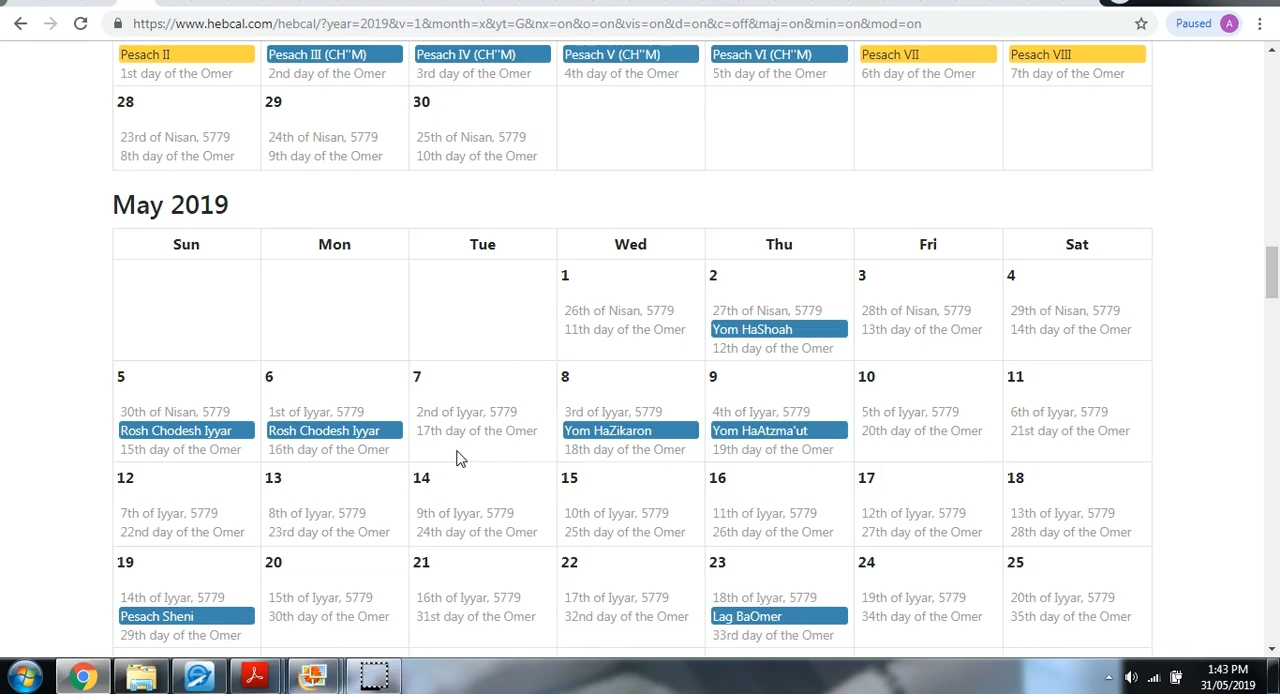 https://www.hebcal.com/hebcal/?year=2019&v=1&month=x&yt=G&nx=on&o=on&vis=on&d=on&c=off&maj=on&min=on&mod=on
Paused A
Pesach II Pesach III (CH"M) Pesach IV (CH"M) Pesach V (CH"M) Pesach VI (CH"M) Pesach VII Pesach VIII
1st day of the Omer 2nd day of the Omer 3rd day of the Omer 4th day of the Omer 5th day of the Omer 6th day of the Omer 7th day of the Omer
28 29 30
23rd of Nisan, 5779 24th of Nisan, 5779 25th of Nisan, 5779
8th day of the Omer 9th day of the Omer 10th day of the Omer
May 2019
Sun Mon Tue Wed Thu Fri Sat
1 2 3 4
26th of Nisan, 5779 27th of Nisan, 5779 28th of Nisan, 5779 29th of Nisan, 5779
11th day of the Omer Yom HaShoah 13th day of the Omer 14th day of the Omer
12th day of the Omer
5 6 7 8 9 10 11
30th of Nisan, 5779 1st of Iyyar, 5779 2nd of Iyyar, 5779 3rd of Iyyar, 5779 4th of Iyyar, 5779 5th of Iyyar, 5779 6th of Iyyar, 5779
Rosh Chodesh Iyyar Rosh Chodesh Iyyar 17th day of the Omer Yom HaZikaron Yom HaAtzma'ut 20th day of the Omer 21st day of the Omer
15th day of the Omer 16th day of the Omer 18th day of the Omer 19th day of the Omer
12 13 14 15 16 17 18
7th of Iyyar, 5779 8th of Iyyar, 5779 9th of Iyyar, 5779 10th of Iyyar, 5779 11th of Iyyar, 5779 12th of Iyyar, 5779 13th of Iyyar, 5779
22nd day of the Omer 23rd day of the Omer 24th day of the Omer 25th day of the Omer 26th day of the Omer 27th day of the Omer 28th day of the Omer
19 20 21 22 23 24 25
14th of Iyyar, 5779 15th of Iyyar, 5779 16th of Iyyar, 5779 17th of Iyyar, 5779 18th of Iyyar, 5779 19th of Iyyar, 5779 20th of Iyyar, 5779
Pesach Sheni 30th day of the Omer 31st day of the Omer 32nd day of the Omer Lag BaOmer 34th day of the Omer 35th day of the Omer
29th day of the Omer 33rd day of the Omer
1:43 PM
31/05/2019